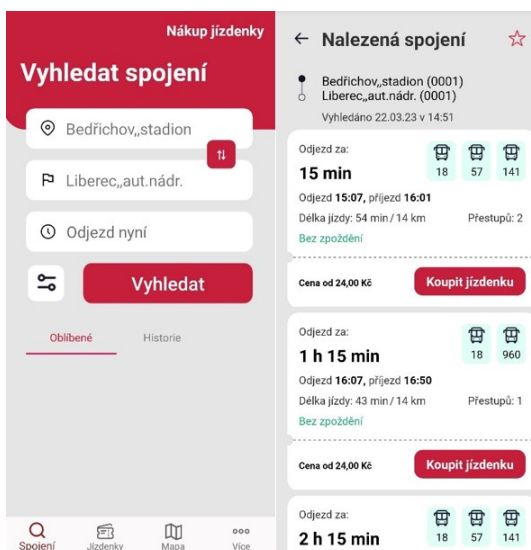 Nákup jízdenky
Vyhledat spojení
Bedřichov,,stadion
Liberec,,aut.nádr.
Odjezd nyní
Vyhledat
Oblíbené Historie
Spojení Jízdenky Mapa Více
Nalezená spojení
Bedřichov,,stadion (0001)
Liberec,,aut.nádr. (0001)
Vyhledáno 22.03.23 v 14:51
Odjezd za:
15 min 18 57 141
Odjezd 15:07, příjezd 16:01
Délka jízdy: 54 min / 14 km Přestupů: 2
Bez zpoždění
Cena od 24,00 Kč Koupit jízdenku
Odjezd za:
1 h 15 min 18 960
Odjezd 16:07, příjezd 16:50
Délka jízdy: 43 min / 14 km Přestupů: 1
Bez zpoždění
Cena od 24,00 Kč Koupit jízdenku
Odjezd za:
2 h 15 min 18 57 141